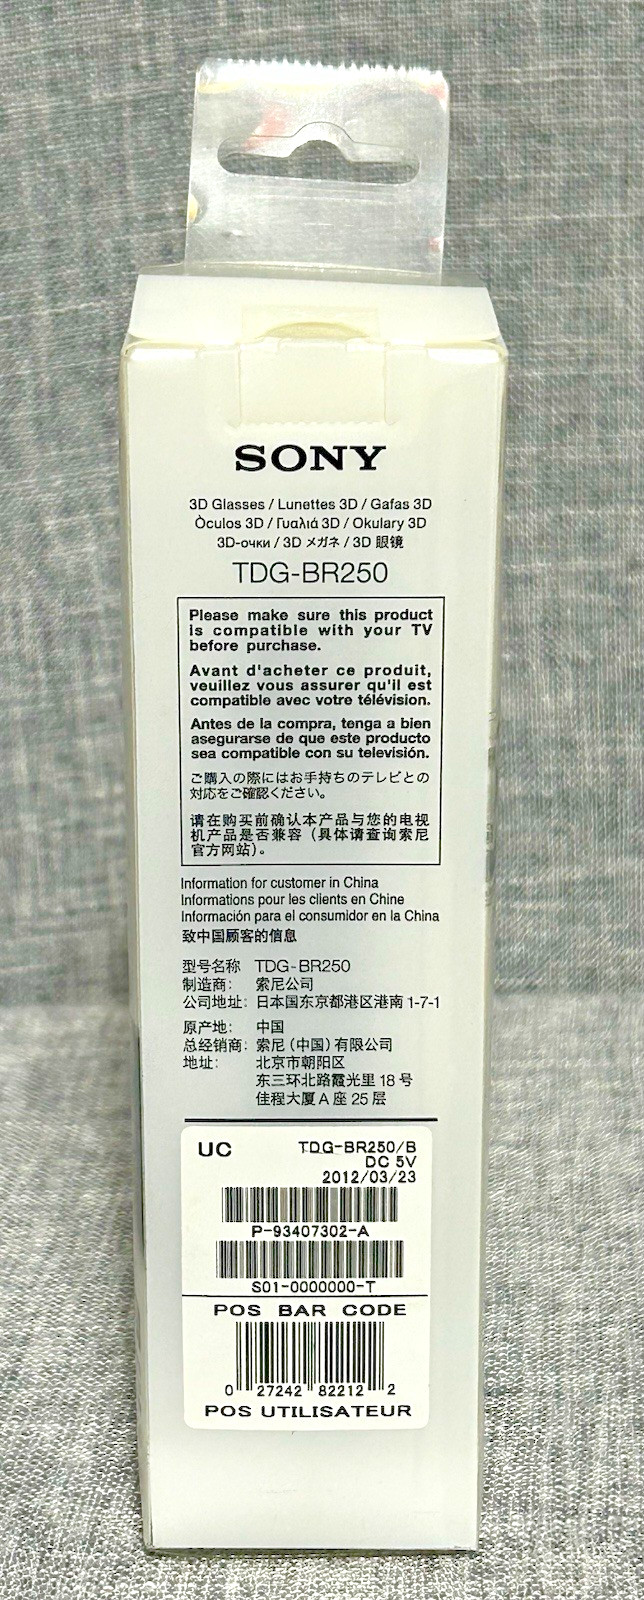 SONY
3D Glasses / Lunettes 3D / Gafas 3D
Òculos 3D / Γυαλιά 3D / Okulary 3D
3D-очки / 3D メガネ / 3D 眼镜
TDG-BR250
Please make sure this product
is compatible with your TV
before purchase.
Avant d'acheter ce produit,
veuillez vous assurer qu'il est
compatible avec votre télévision.
Antes de la compra, tenga a bien
asegurarse de que este producto
sea compatible con su televisión.
ご購入の際にはお手持ちのテレビとの
対応をご確認ください。
请在购买前确认本产品与您的电视
机产品是否兼容（具体请查询索尼
官方网站）。
Information for customer in China
Informations pour les clients en Chine
Información para el consumidor en la China
致中国顾客的信息
型号名称 TDG-BR250
制造商： 索尼公司
公司地址： 日本国东京都港区港南 1-7-1
原产地： 中国
总经销商： 索尼（中国）有限公司
地址： 北京市朝阳区
东三环北路霞光里 18 号
佳程大厦 A 座 25 层
UC TDG-BR250/B
DC 5V
2012/03/23
P-93407302-A
S01-0000000-T
POS BAR CODE
0 27242 82212 2
POS UTILISATEUR